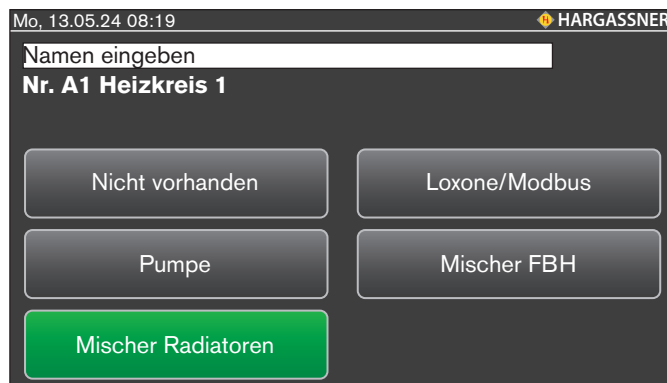 Mo, 13.05.24 08:19 HARGASSNER
Namen eingeben
Nr. A1 Heizkreis 1
Nicht vorhanden Loxone/Modbus
Pumpe Mischer FBH
Mischer Radiatoren